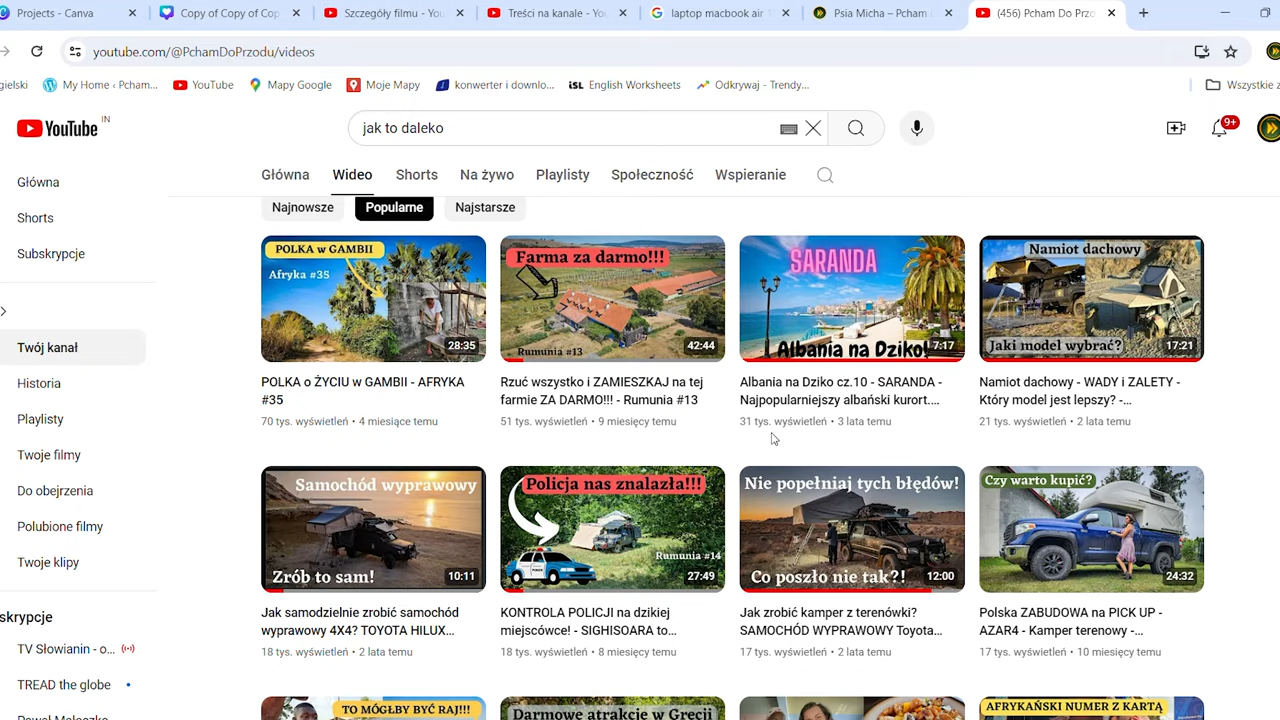 Projects - Canva
Copy of Copy of Cop
Szczegóły filmu - You
Treści na kanale - You
laptop macbook air 1
Psia Micha – Pcham
(456) Pcham Do Prze
youtube.com/@PchamDoPrzodu/videos
gielski
My Home ‹ Pcham...
YouTube
Mapy Google
Moje Mapy
konwerter i downlo...
iSL English Worksheets
Odkrywaj - Trendy...
Wszystkie z
YouTube IN
jak to daleko
9+
Główna
Wideo
Shorts
Na żywo
Playlisty
Społeczność
Wspieranie
Najnowsze
Popularne
Najstarsze
Główna
Shorts
Subskrypcje
Twój kanał
Historia
Playlisty
Twoje filmy
Do obejrzenia
Polubione filmy
Twoje klipy
skrypcje
TV Słowianin - o...
TREAD the globe
POLKA w GAMBII
Afryka #35
28:35
POLKA o ŻYCIU w GAMBII - AFRYKA
#35
70 tys. wyświetleń • 4 miesiące temu
Farma za darmo!!!
Rumunia #13
42:44
Rzuć wszystko i ZAMIESZKAJ na tej
farmie ZA DARMO!!! - Rumunia #13
51 tys. wyświetleń • 9 miesięcy temu
SARANDA
Albania na Dziko!
7:17
Albania na Dziko cz.10 - SARANDA -
Najpopularniejszy albański kurort....
31 tys. wyświetleń • 3 lata temu
Namiot dachowy
Jaki model wybrać?
17:21
Namiot dachowy - WADY i ZALETY -
Który model jest lepszy? -...
21 tys. wyświetleń • 2 lata temu
Samochód wyprawowy
Zrób to sam!
10:11
Jak samodzielnie zrobić samochód
wyprawowy 4X4? TOYOTA HILUX...
18 tys. wyświetleń • 2 lata temu
Policja nas znalazła!!!
Rumunia #14
27:49
KONTROLA POLICJI na dzikiej
miejscówce! - SIGHISOARA to...
18 tys. wyświetleń • 8 miesięcy temu
Nie popełniaj tych błędów!
Co poszło nie tak?!
12:00
Jak zrobić kamper z terenówki?
SAMOCHÓD WYPRAWOWY Toyota...
17 tys. wyświetleń • 2 lata temu
Czy warto kupić?
24:32
Polska ZABUDOWA na PICK UP -
AZAR4 - Kamper terenowy -...
17 tys. wyświetleń • 10 miesięcy temu
TO MÓGŁBY BYĆ RAJ!!!
Darmowe atrakcje w Grecji
AFRYKAŃSKI NUMER Z KARTĄ